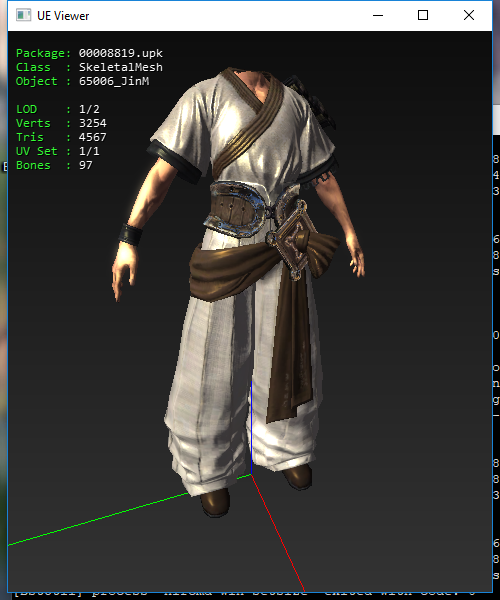 UE Viewer
Package: 00008819.upk
Class : SkeletalMesh
Object : 65006_JinM
LOD : 1/2
Verts : 3254
Tris : 4567
UV Set : 1/1
Bones : 97